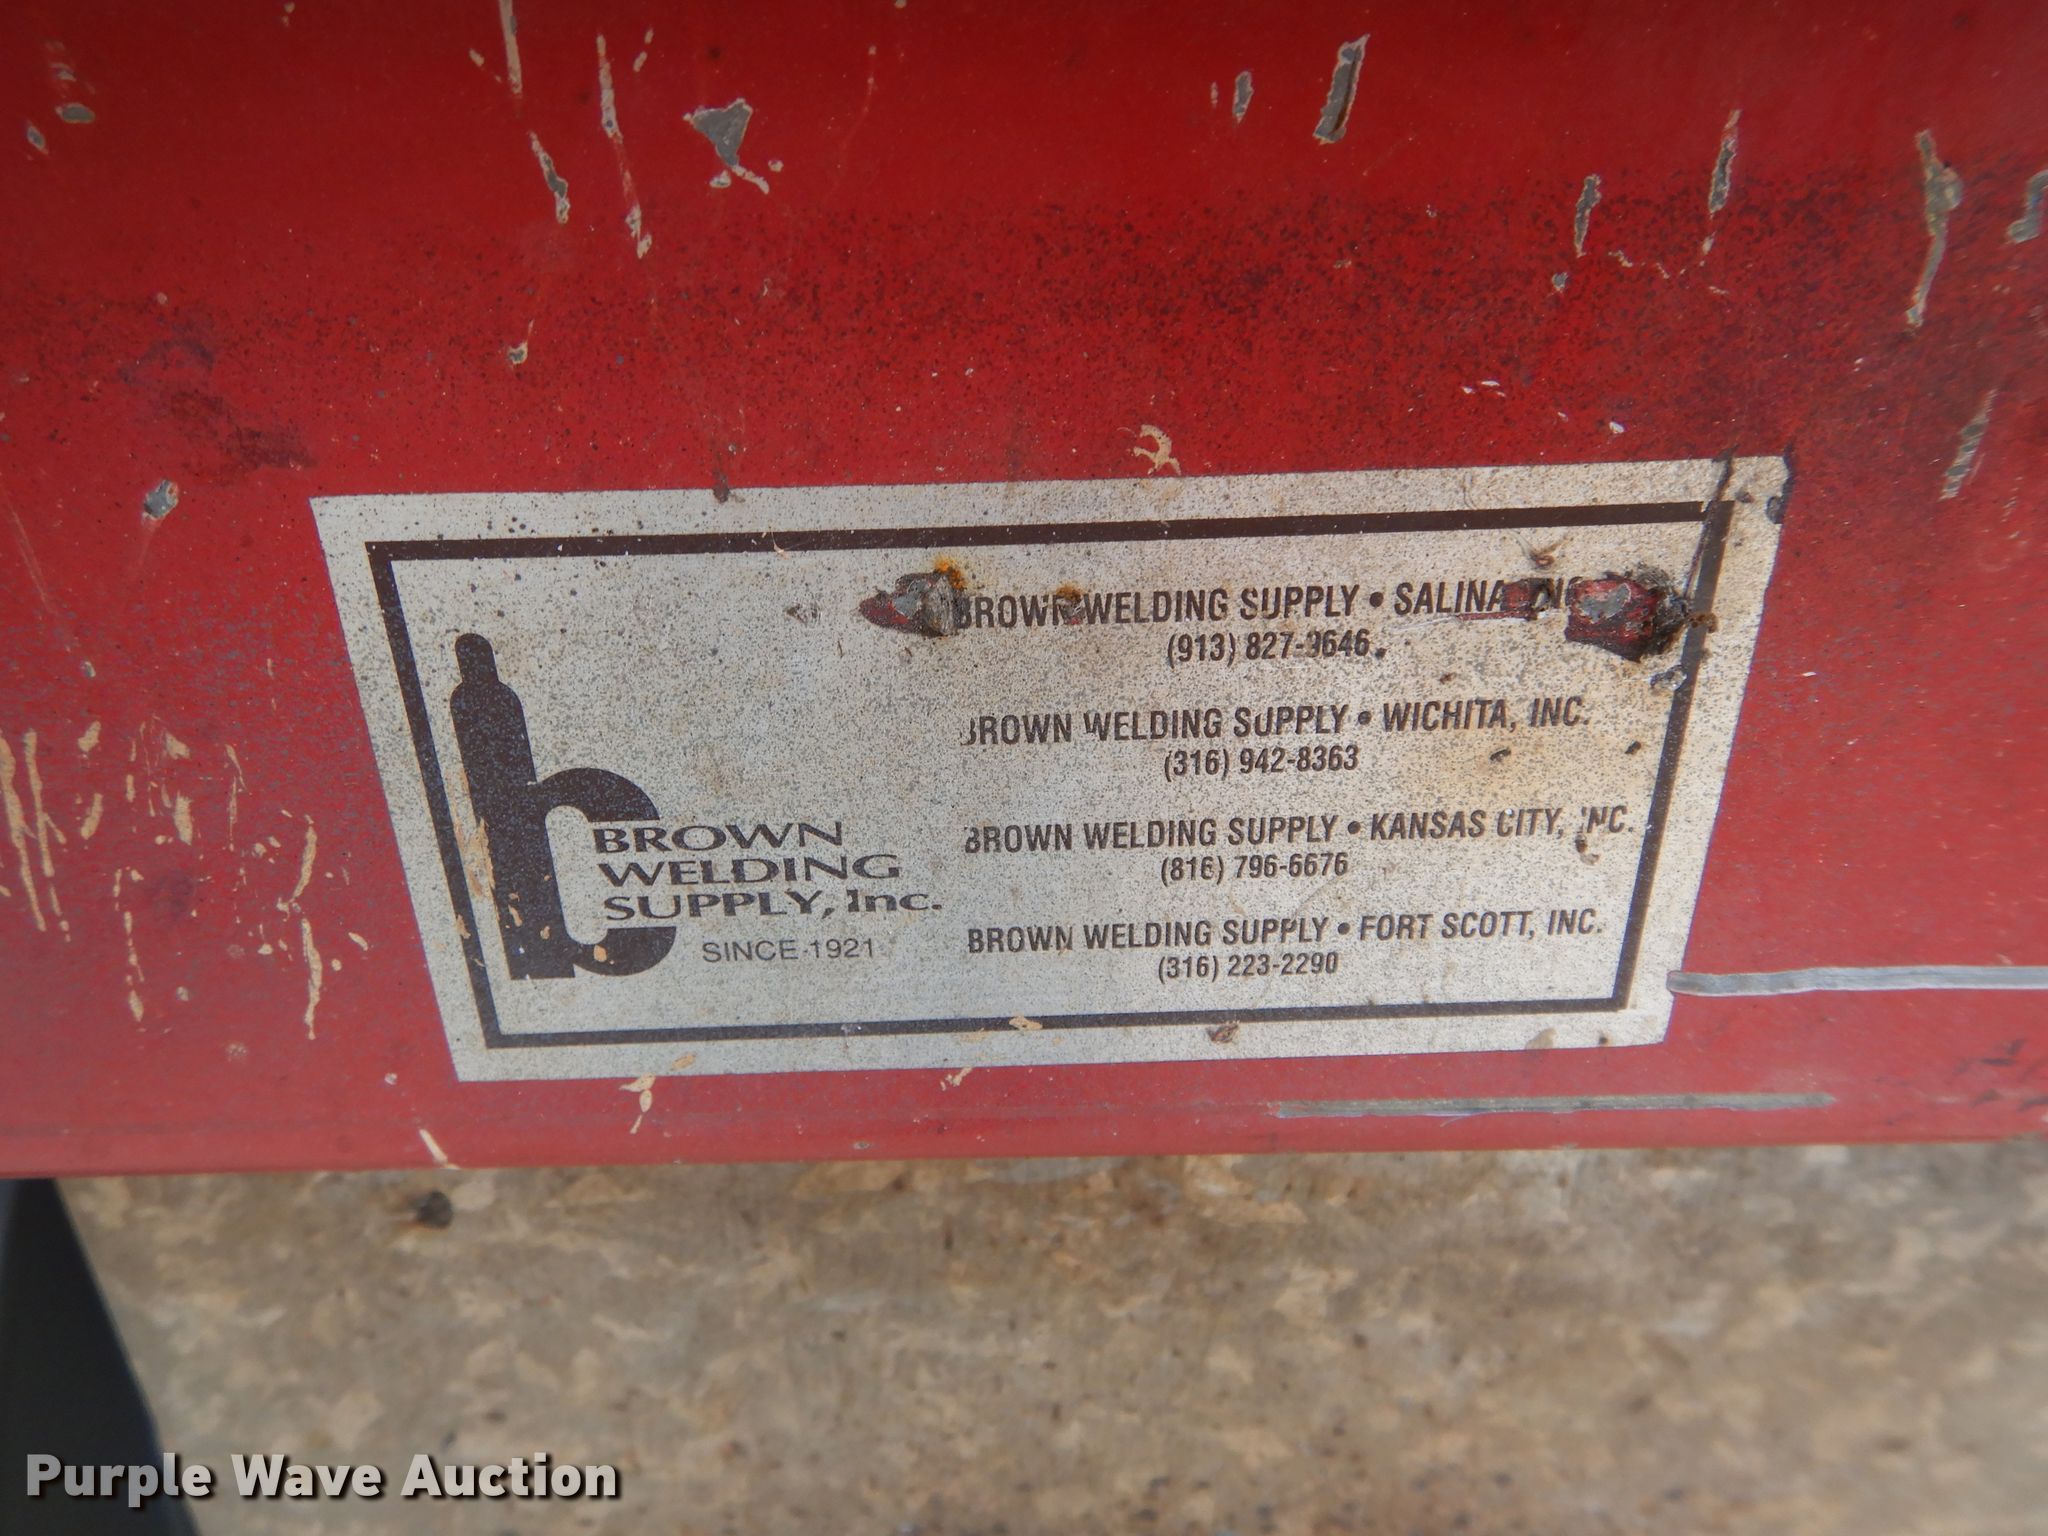 BROWN WELDING SUPPLY • SALINA, INC.
(913) 827-9646
BROWN WELDING SUPPLY • WICHITA, INC.
(316) 942-8363
BROWN WELDING SUPPLY • KANSAS CITY, INC.
(816) 796-6676
BROWN WELDING SUPPLY • FORT SCOTT, INC.
(316) 223-2290
b
BROWN
WELDING
SUPPLY, Inc.
SINCE 1921
Purple Wave Auction